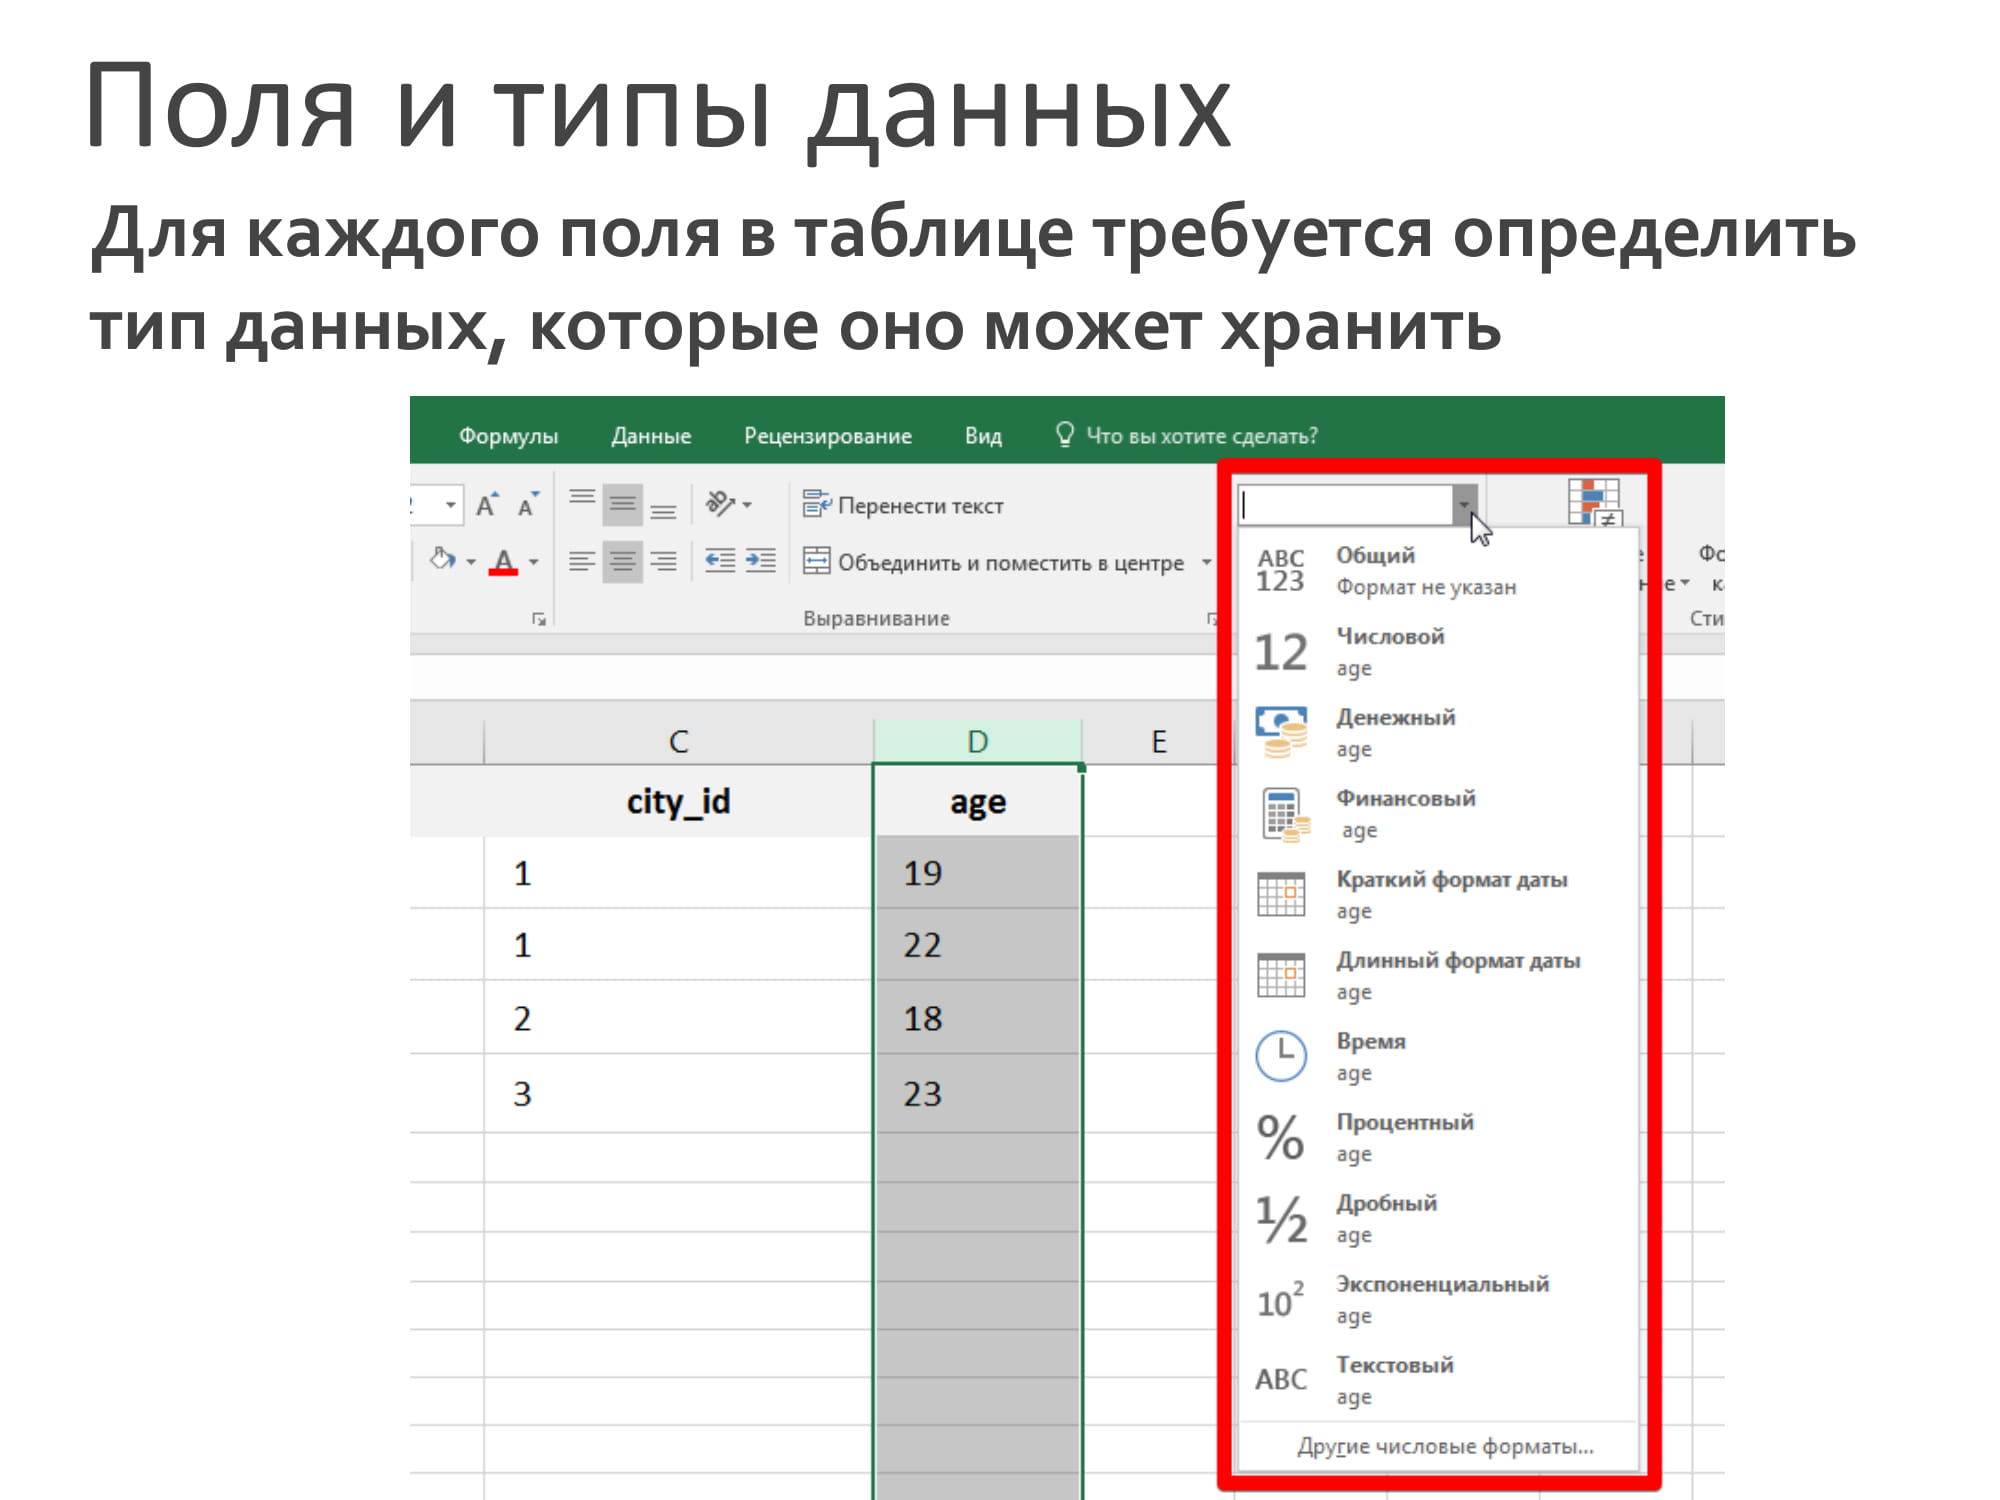 Поля и типы данных
Для каждого поля в таблице требуется определить
тип данных, которые оно может хранить
Формулы Данные Рецензирование Вид Что вы хотите сделать?
Перенести текст
Объединить и поместить в центре
Выравнивание
ABC
123
Общий
Формат не указан
12
Числовой
age
Денежный
age
Финансовый
age
Краткий формат даты
age
Длинный формат даты
age
Время
age
%
Процентный
age
½
Дробный
age
10²
Экспоненциальный
age
ABC
Текстовый
age
Другие числовые форматы...
C D E
city_id age
1 19
1 22
2 18
3 23